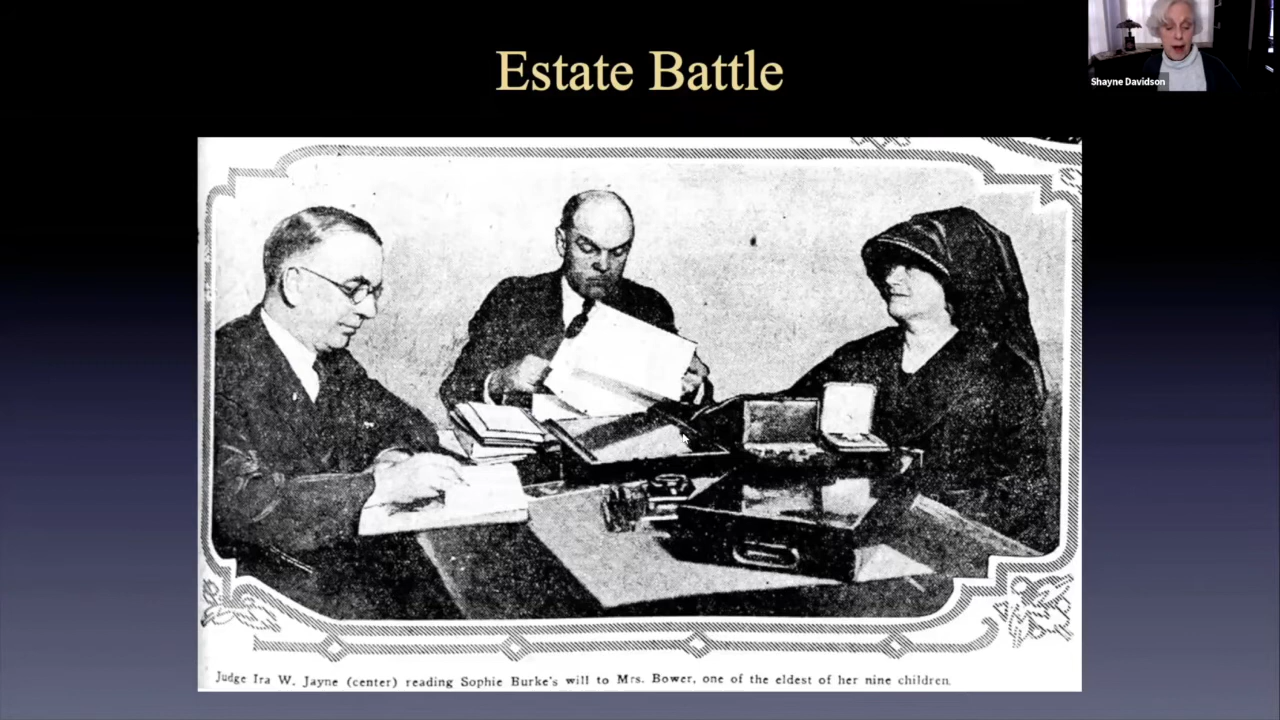 Estate Battle
Shayne Davidson
Judge Ira W. Jayne (center) reading Sophie Burke's will to Mrs. Bower, one of the eldest of her nine children.